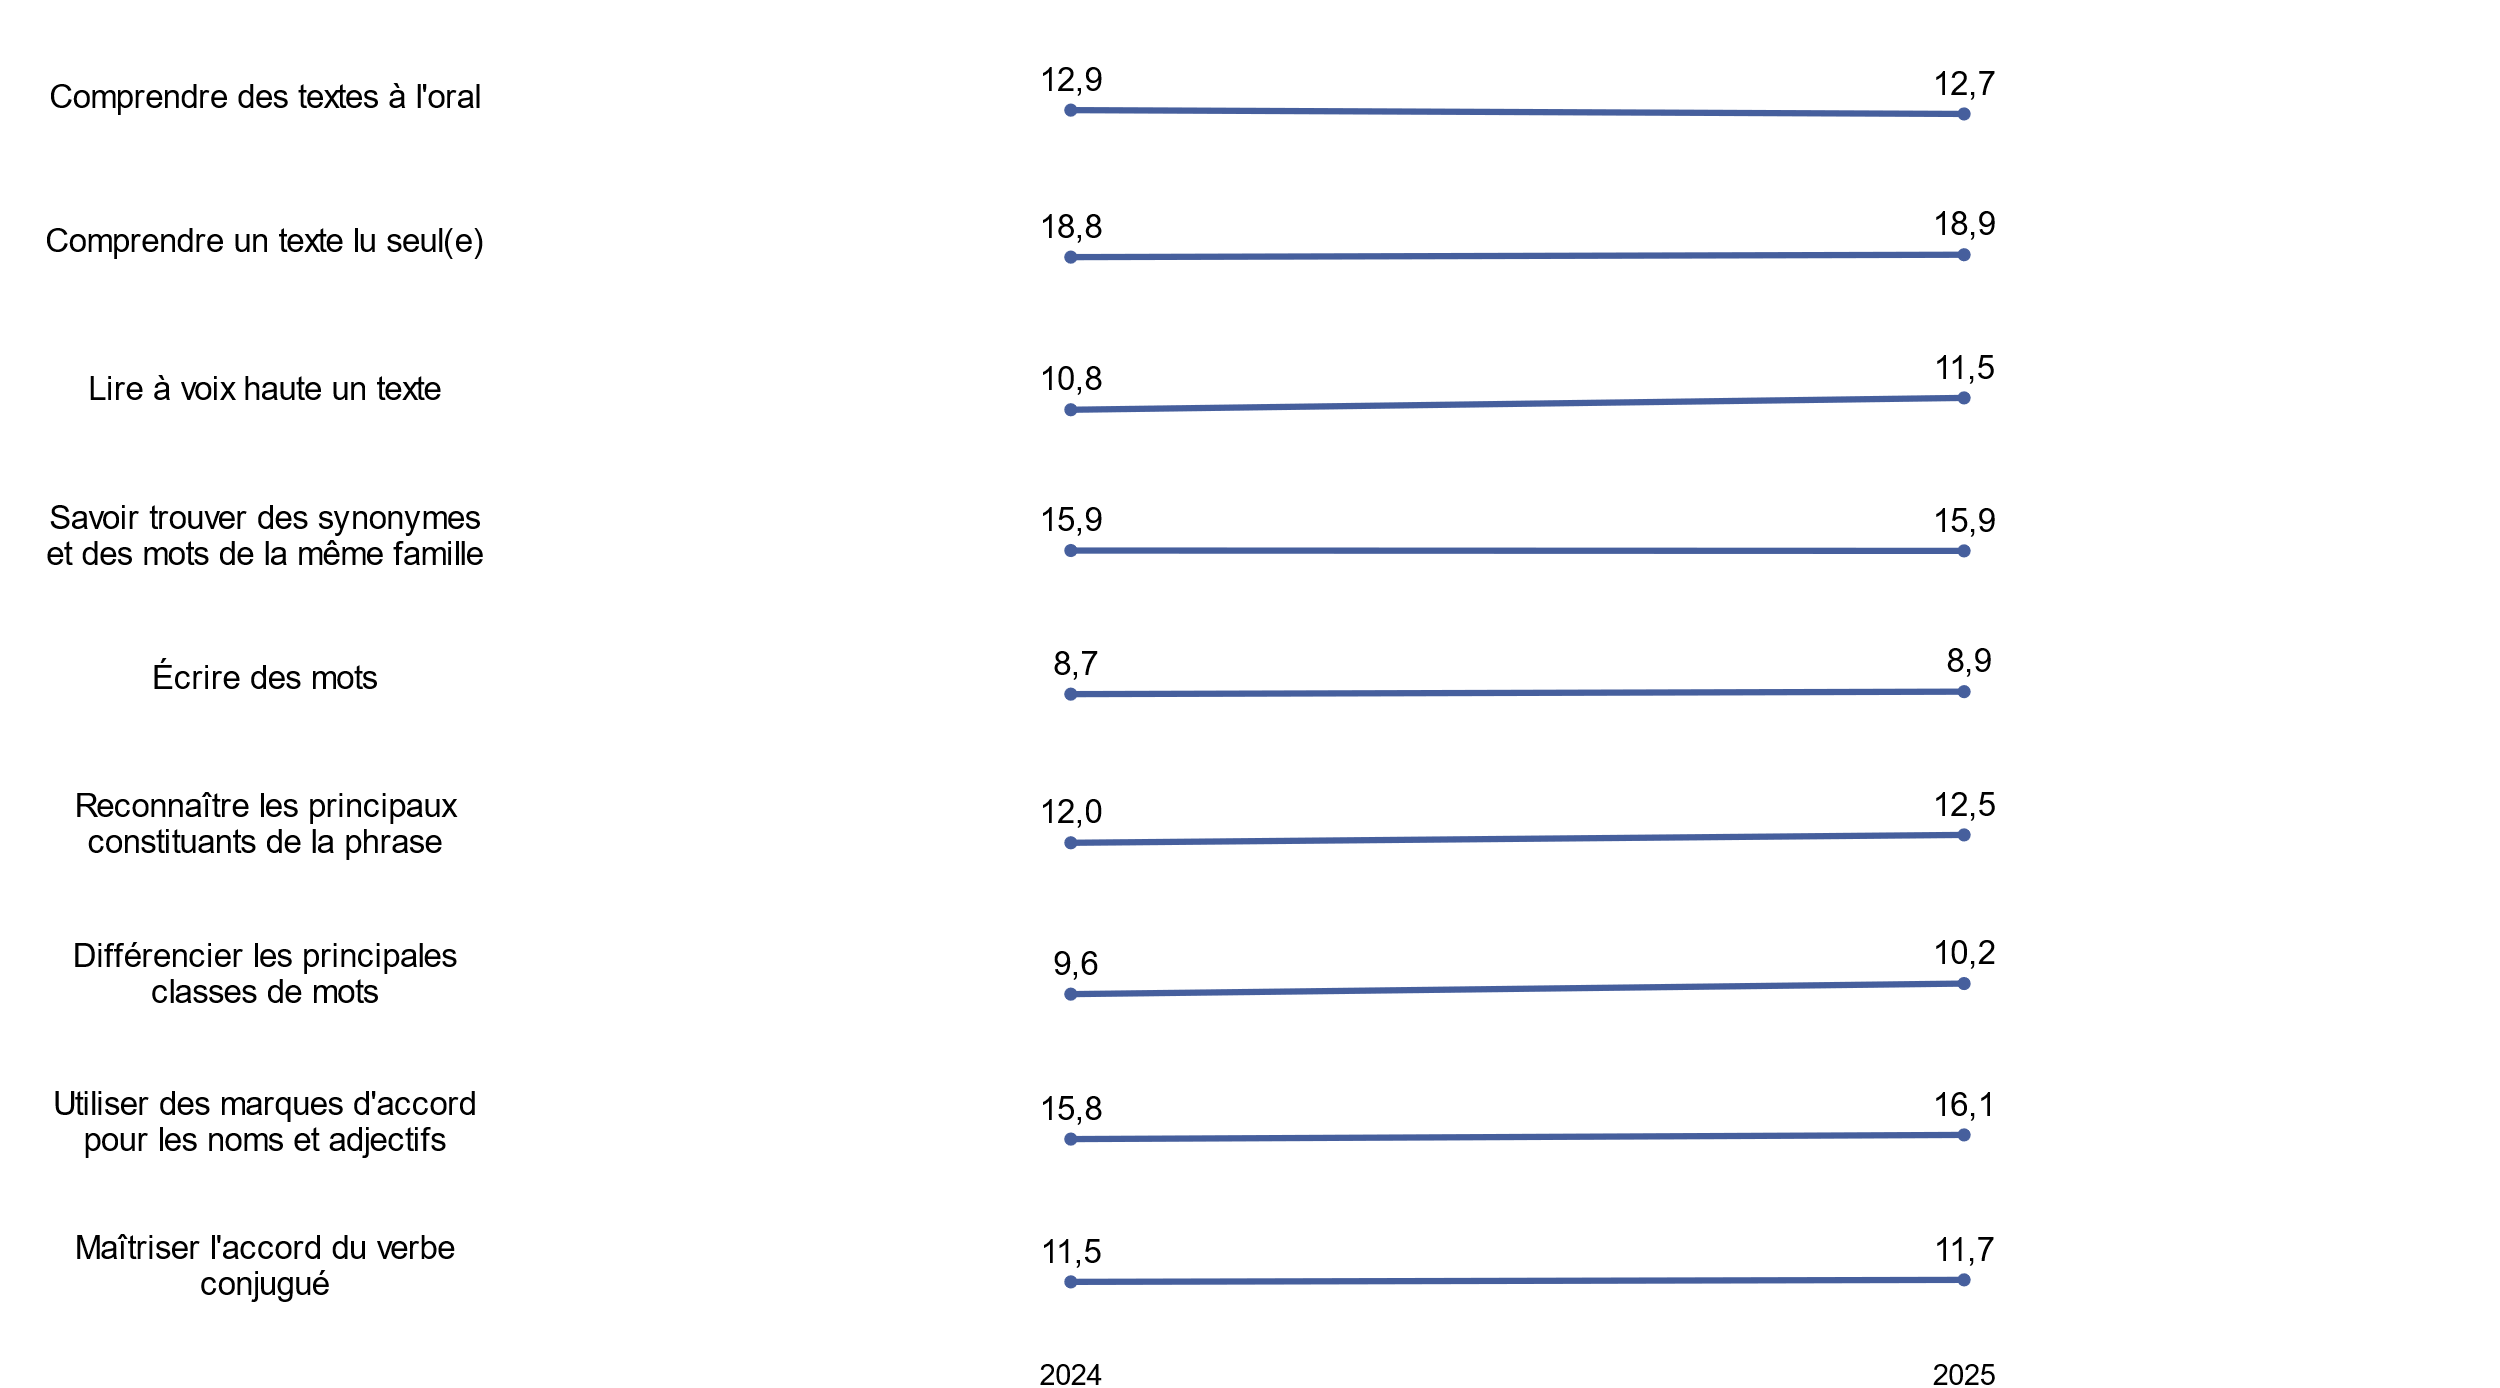 Comprendre des textes à l'oral
12,9
12,7
Comprendre un texte lu seul(e)
18,8
18,9
Lire à voix haute un texte
10,8
11,5
Savoir trouver des synonymes
et des mots de la même famille
15,9
15,9
Écrire des mots
8,7
8,9
Reconnaître les principaux
constituants de la phrase
12,0
12,5
Différencier les principales
classes de mots
9,6
10,2
Utiliser des marques d'accord
pour les noms et adjectifs
15,8
16,1
Maîtriser l'accord du verbe
conjugué
11,5
11,7
2024
2025